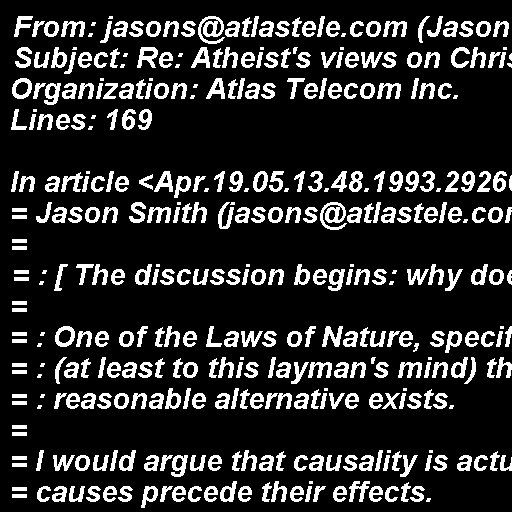 From: jasons@atlastele.com (Jason
Subject: Re: Atheist's views on Chris
Organization: Atlas Telecom Inc.
Lines: 169

In article <Apr.19.05.13.48.1993.2926
= Jason Smith (jasons@atlastele.com
=
= : [ The discussion begins: why doe
=
= : One of the Laws of Nature, specif
= : (at least to this layman's mind) th
= : reasonable alternative exists.
=
= I would argue that causality is actu
= causes precede their effects.